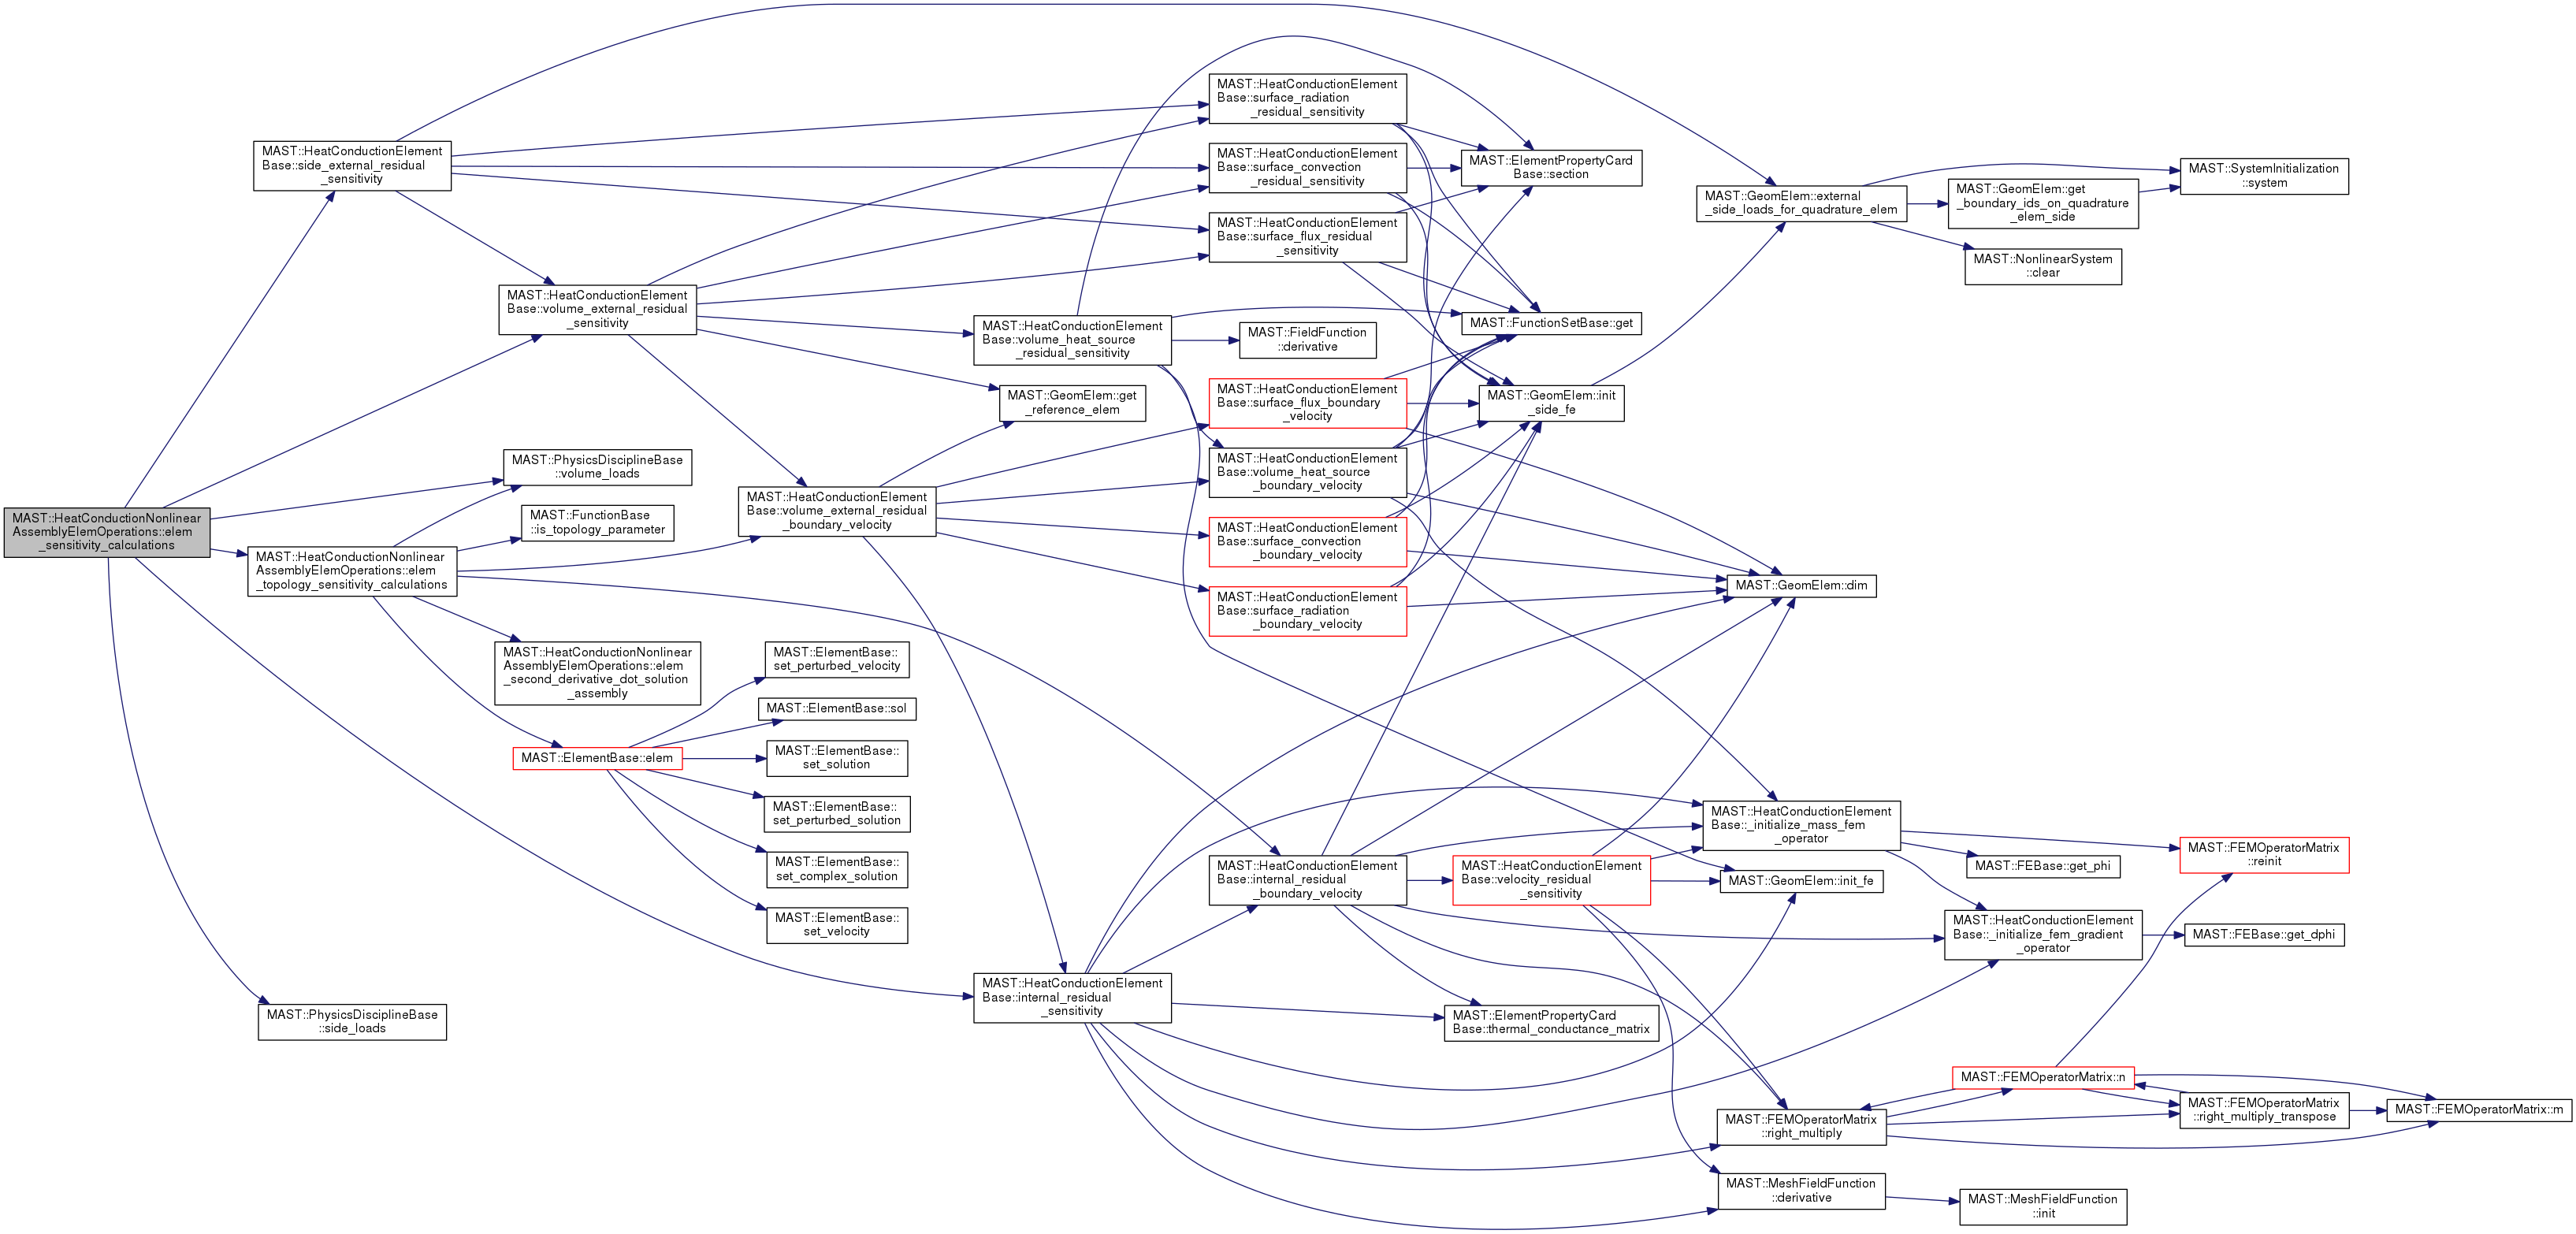 MAST::HeatConductionNonlinear
AssemblyElemOperations::elem
_sensitivity_calculations
MAST::HeatConductionElement
Base::side_external_residual
_sensitivity
MAST::HeatConductionNonlinear
AssemblyElemOperations::elem
_topology_sensitivity_calculations
MAST::PhysicsDisciplineBase
::side_loads
MAST::HeatConductionElement
Base::volume_external_residual
_sensitivity
MAST::PhysicsDisciplineBase
::volume_loads
MAST::FunctionBase
::is_topology_parameter
MAST::HeatConductionNonlinear
AssemblyElemOperations::elem
_second_derivative_dot_solution
_assembly
MAST::ElementBase::elem
MAST::HeatConductionElement
Base::volume_external_residual
_boundary_velocity
MAST::ElementBase::
set_perturbed_velocity
MAST::ElementBase::sol
MAST::ElementBase::
set_solution
MAST::ElementBase::
set_perturbed_solution
MAST::ElementBase::
set_complex_solution
MAST::ElementBase::
set_velocity
MAST::HeatConductionElement
Base::volume_heat_source
_residual_sensitivity
MAST::GeomElem::get
_reference_elem
MAST::HeatConductionElement
Base::internal_residual
_sensitivity
MAST::HeatConductionElement
Base::surface_radiation
_residual_sensitivity
MAST::HeatConductionElement
Base::surface_convection
_residual_sensitivity
MAST::HeatConductionElement
Base::surface_flux_residual
_sensitivity
MAST::FieldFunction
::derivative
MAST::HeatConductionElement
Base::surface_flux_boundary
_velocity
MAST::HeatConductionElement
Base::volume_heat_source
_boundary_velocity
MAST::HeatConductionElement
Base::surface_convection
_boundary_velocity
MAST::HeatConductionElement
Base::surface_radiation
_boundary_velocity
MAST::HeatConductionElement
Base::internal_residual
_boundary_velocity
MAST::ElementPropertyCard
Base::section
MAST::FunctionSetBase::get
MAST::GeomElem::init
_side_fe
MAST::HeatConductionElement
Base::velocity_residual
_sensitivity
MAST::ElementPropertyCard
Base::thermal_conductance_matrix
MAST::GeomElem::external
_side_loads_for_quadrature_elem
MAST::GeomElem::dim
MAST::HeatConductionElement
Base::_initialize_mass_fem
_operator
MAST::GeomElem::init_fe
MAST::FEMOperatorMatrix
::right_multiply
MAST::MeshFieldFunction
::derivative
MAST::GeomElem::get
_boundary_ids_on_quadrature
_elem_side
MAST::NonlinearSystem
::clear
MAST::FEBase::get_phi
MAST::HeatConductionElement
Base::_initialize_fem_gradient
_operator
MAST::FEMOperatorMatrix::n
MAST::MeshFieldFunction
::init
MAST::SystemInitialization
::system
MAST::FEMOperatorMatrix
::reinit
MAST::FEBase::get_dphi
MAST::FEMOperatorMatrix
::right_multiply_transpose
MAST::FEMOperatorMatrix::m